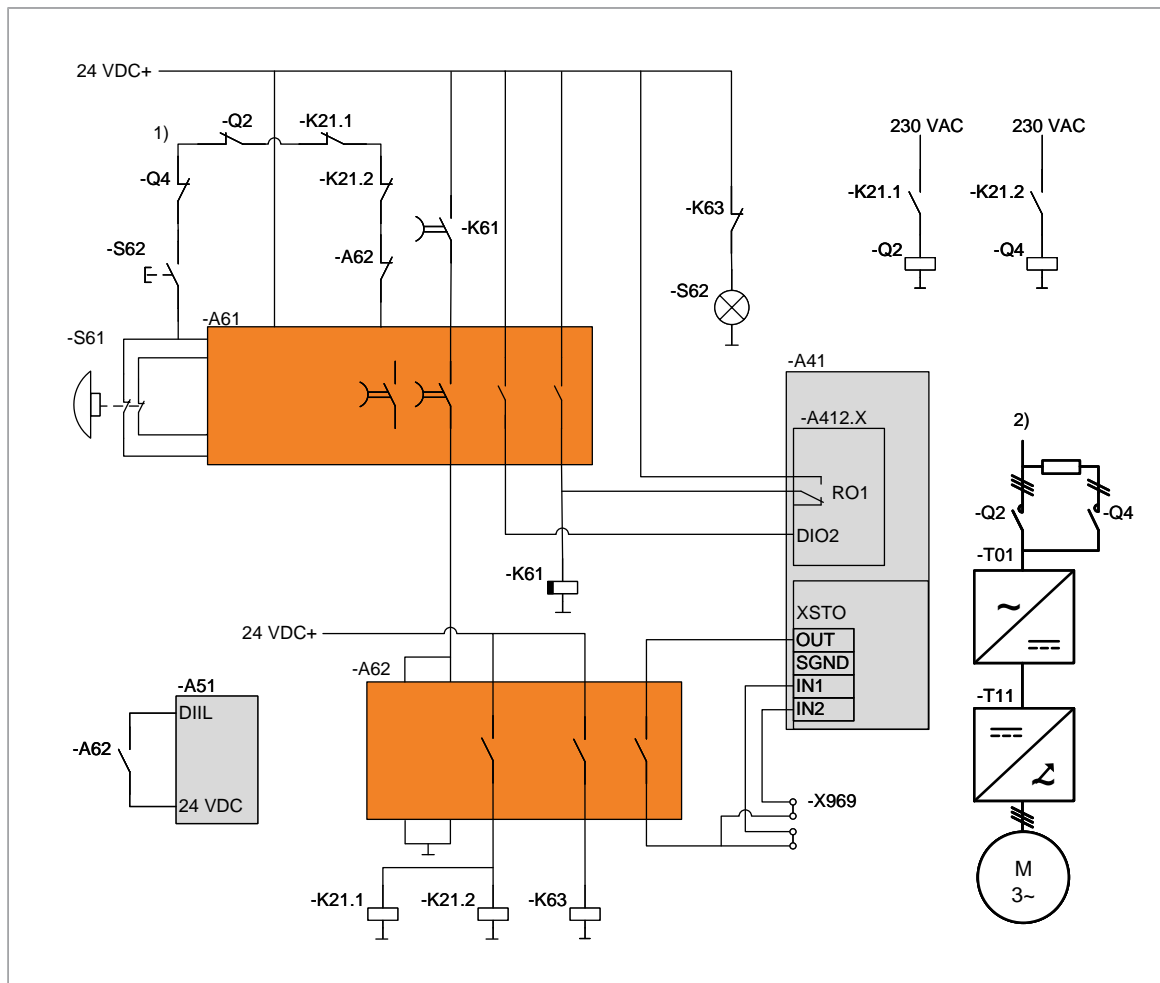 24 VDC+
1)
-Q2
-K21.1
-Q4
-K21.2
-K61
-S62
-A62
-K63
-S62
230 VAC
230 VAC
-K21.1
-K21.2
-Q2
-Q4
-A61
-S61
-A41
-A412.X
RO1
DIO2
2)
-Q2
-Q4
-T01
~
-K61
XSTO
OUT
SGND
IN1
IN2
24 VDC+
-A62
-A51
DIIL
-A62
24 VDC
-X969
-T11
M
3~
-K21.1
-K21.2
-K63